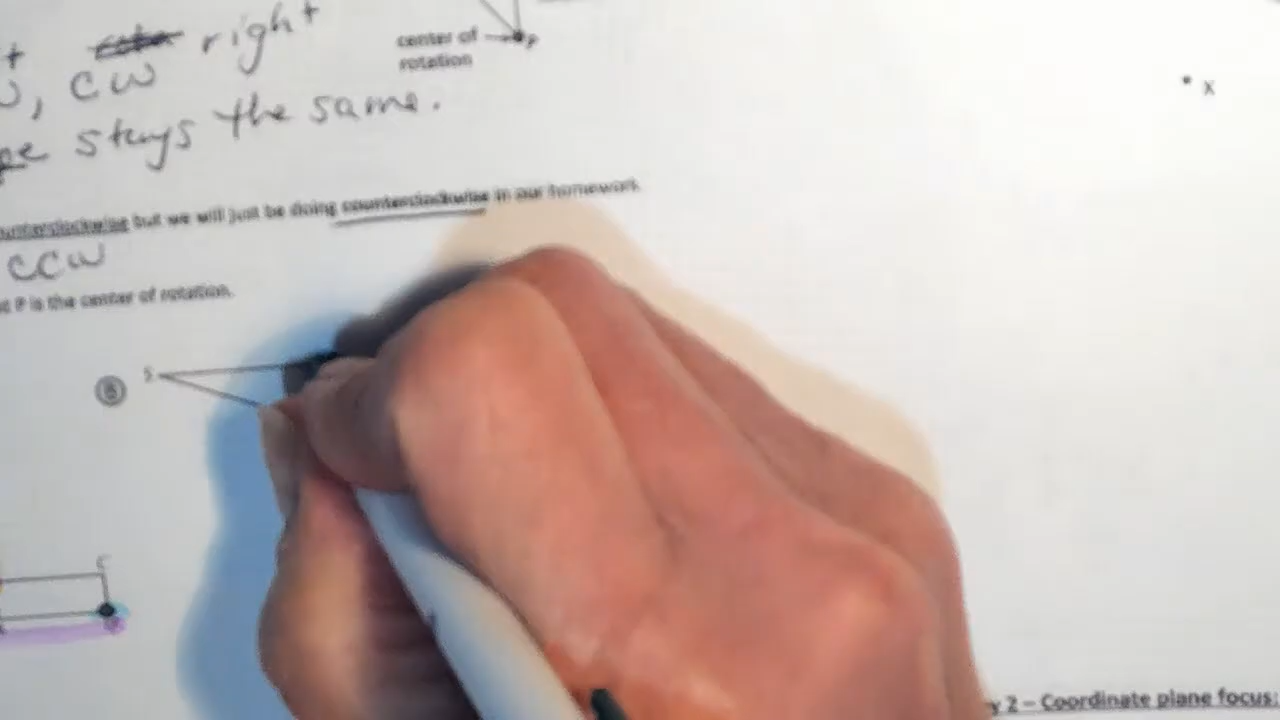 right
center of
rotation P
, CW
X
stays the same.
counterclockwise but we will just be doing counterclockwise in our homework.
CCW
P is the center of rotation.
B S
C
2 – Coordinate plane focus: